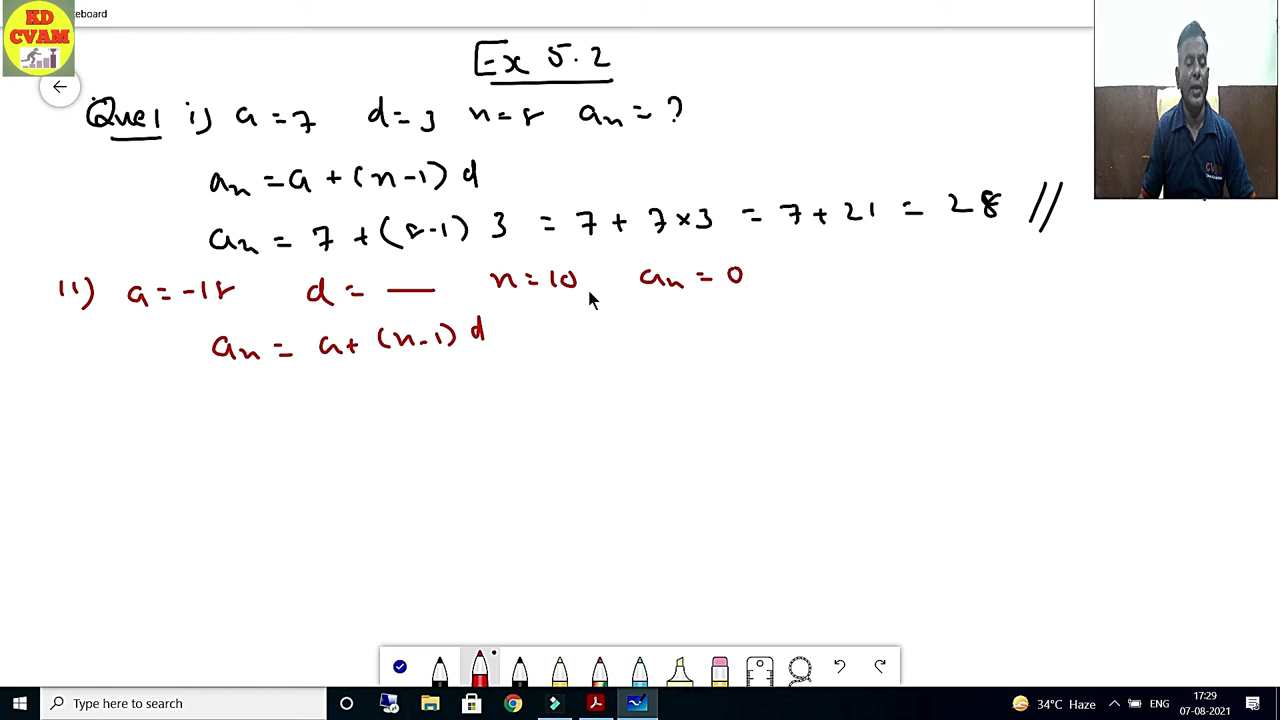 KD
CVAM
teboard
Ex 5.2
Que1 i) a = 7 d = 3 n = 8 an = ?
an = a + (n-1) d
an = 7 + (8-1) 3 = 7 + 7×3 = 7 + 21 = 28 //
ii) a = -18 d = — n = 10 an = 0
an = a + (n-1) d
CVAM
Type here to search
34°C Haze
ENG
17:29
07-08-2021